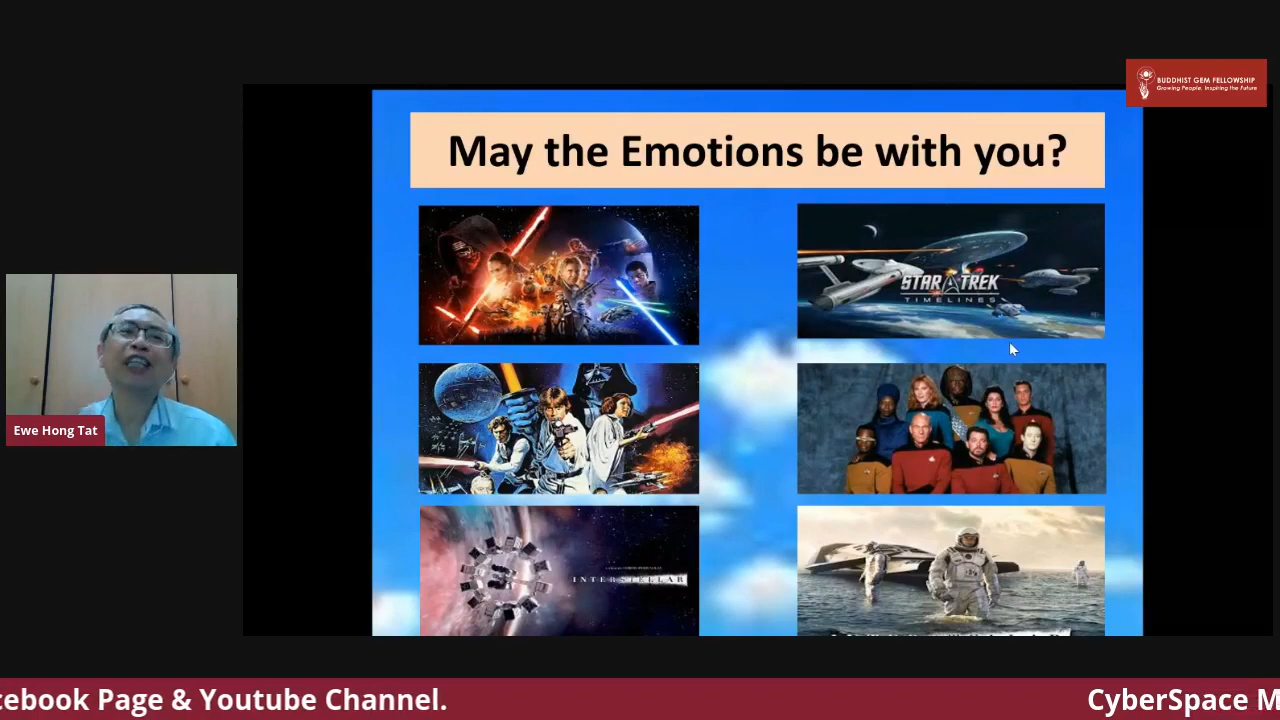 BUDDHIST GEM FELLOWSHIP
Growing People, Inspiring the Future
May the Emotions be with you?
STAR TREK
TIMELINES
Ewe Hong Tat
INTERSTELLAR
cebook Page & Youtube Channel.
CyberSpace M